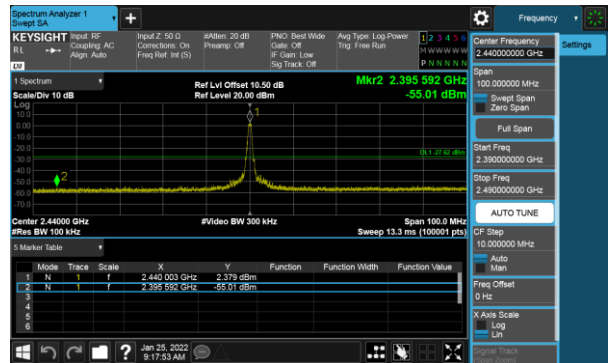 Spectrum Analyzer 1
Swept SA
+
Frequency
KEYSIGHT
RL
Input: RF
Coupling: AC
Align: Auto
Input Z: 50 Ω
Corrections: On
Freq Ref: Int (S)
#Atten: 20 dB
Preamp: Off
PNO: Best Wide
Gate: Off
IF Gain: Low
Sig Track: Off
Avg Type: Log-Power
Trig: Free Run
1 2 3 4 5 6
M W W W W W
P N N N N N
Center Frequency
2.440000000 GHz
Settings
Span
100.000000 MHz
Swept Span
Zero Span
Full Span
Start Freq
2.390000000 GHz
Stop Freq
2.490000000 GHz
AUTO TUNE
CF Step
10.000000 MHz
Auto
Man
Freq Offset
0 Hz
X Axis Scale
Log
Lin
Signal Track
1 Spectrum
Scale/Div 10 dB
Log
Ref Lvl Offset 10.50 dB
Ref Level 20.00 dBm
Mkr2 2.395 592 GHz
-55.01 dBm
10.0
0.00
-10.0
-20.0
-30.0
-40.0
-50.0
-60.0
-70.0
1
2
DL1 -27.62 dBm
Center 2.44000 GHz
#Res BW 100 kHz
#Video BW 300 kHz
Span 100.0 MHz
Sweep 13.3 ms (100001 pts)
5 Marker Table
Mode Trace Scale X Y Function Function Width Function Value
1 N 1 f 2.440 003 GHz 2.379 dBm
2 N 1 f 2.395 592 GHz -55.01 dBm
3
4
5
6
?
Jan 25, 2022
9:17:53 AM